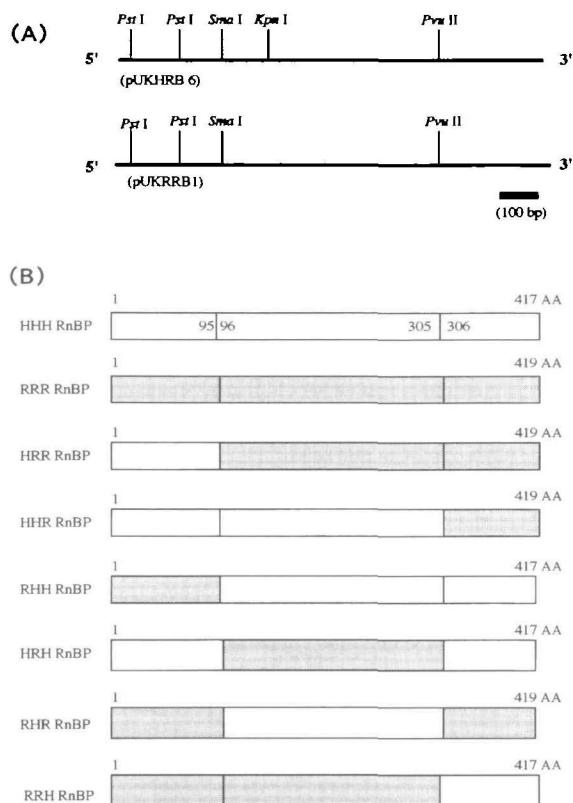 (A)
Pst I Pst I Sma I Kpn I Pvu II
5' 3'
(pUKHRB 6)
Pst I Pst I Sma I Pvu II
5' 3'
(pUKRRB1)
(100 bp)
(B)
1 417 AA
HHH RnBP 95 96 305 306
1 419 AA
RRR RnBP
1 419 AA
HRR RnBP
1 419 AA
HHR RnBP
1 417 AA
RHH RnBP
1 417 AA
HRH RnBP
1 419 AA
RHR RnBP
1 417 AA
RRH RnBP